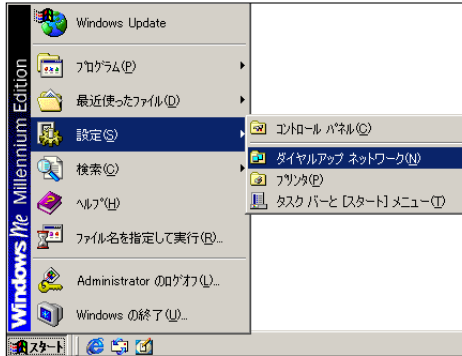 Windows Me Millennium Edition
Windows Update
ﾌﾟﾛｸﾞﾗﾑ(P)
最近使ったﾌｧｲﾙ(D)
設定(S)
検索(C)
ﾍﾙﾌﾟ(H)
ﾌｧｲﾙ名を指定して実行(R)...
Administrator のﾛｸﾞｵﾌ(L)...
Windows の終了(U)...
ｺﾝﾄﾛｰﾙ ﾊﾟﾈﾙ(C)
ダイヤルアップ ネットワーク(N)
ﾌﾟﾘﾝﾀ(P)
タスク バーと [スタート] メニュー(T)
スタート